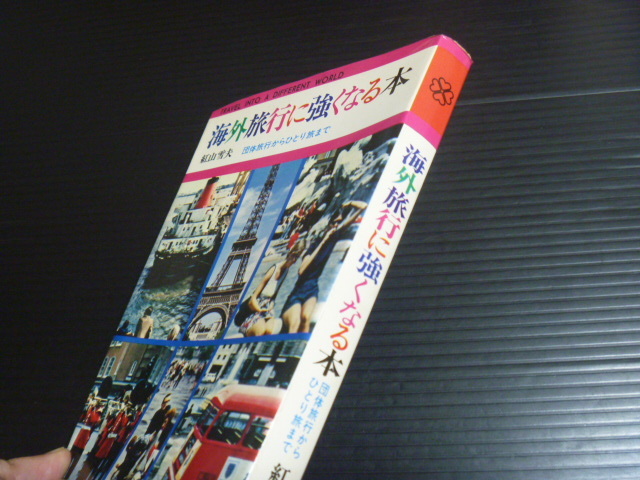 TRAVEL INTO A DIFFERENT WORLD
海外旅行に強くなる本
紅山雪夫 団体旅行からひとり旅まで
海外旅行に強くなる本
団体旅行から
ひとり旅まで
紅